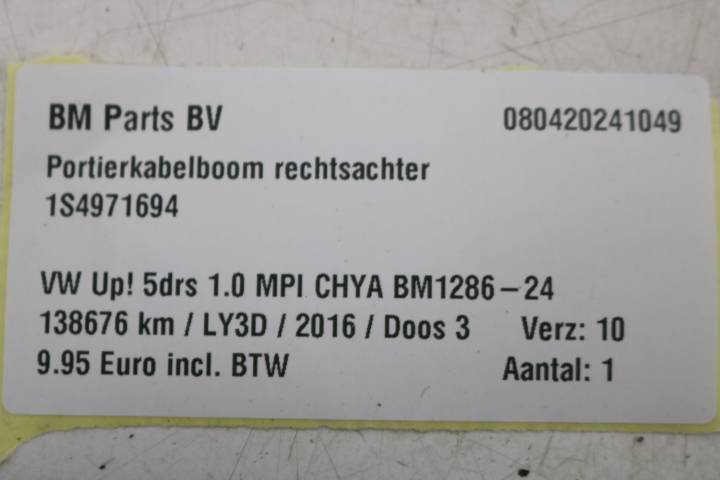 BM Parts BV 080420241049
Portierkabelboom rechtsachter
1S4971694
VW Up! 5drs 1.0 MPI CHYA BM1286-24
138676 km / LY3D / 2016 / Doos 3 Verz: 10
9.95 Euro incl. BTW Aantal: 1